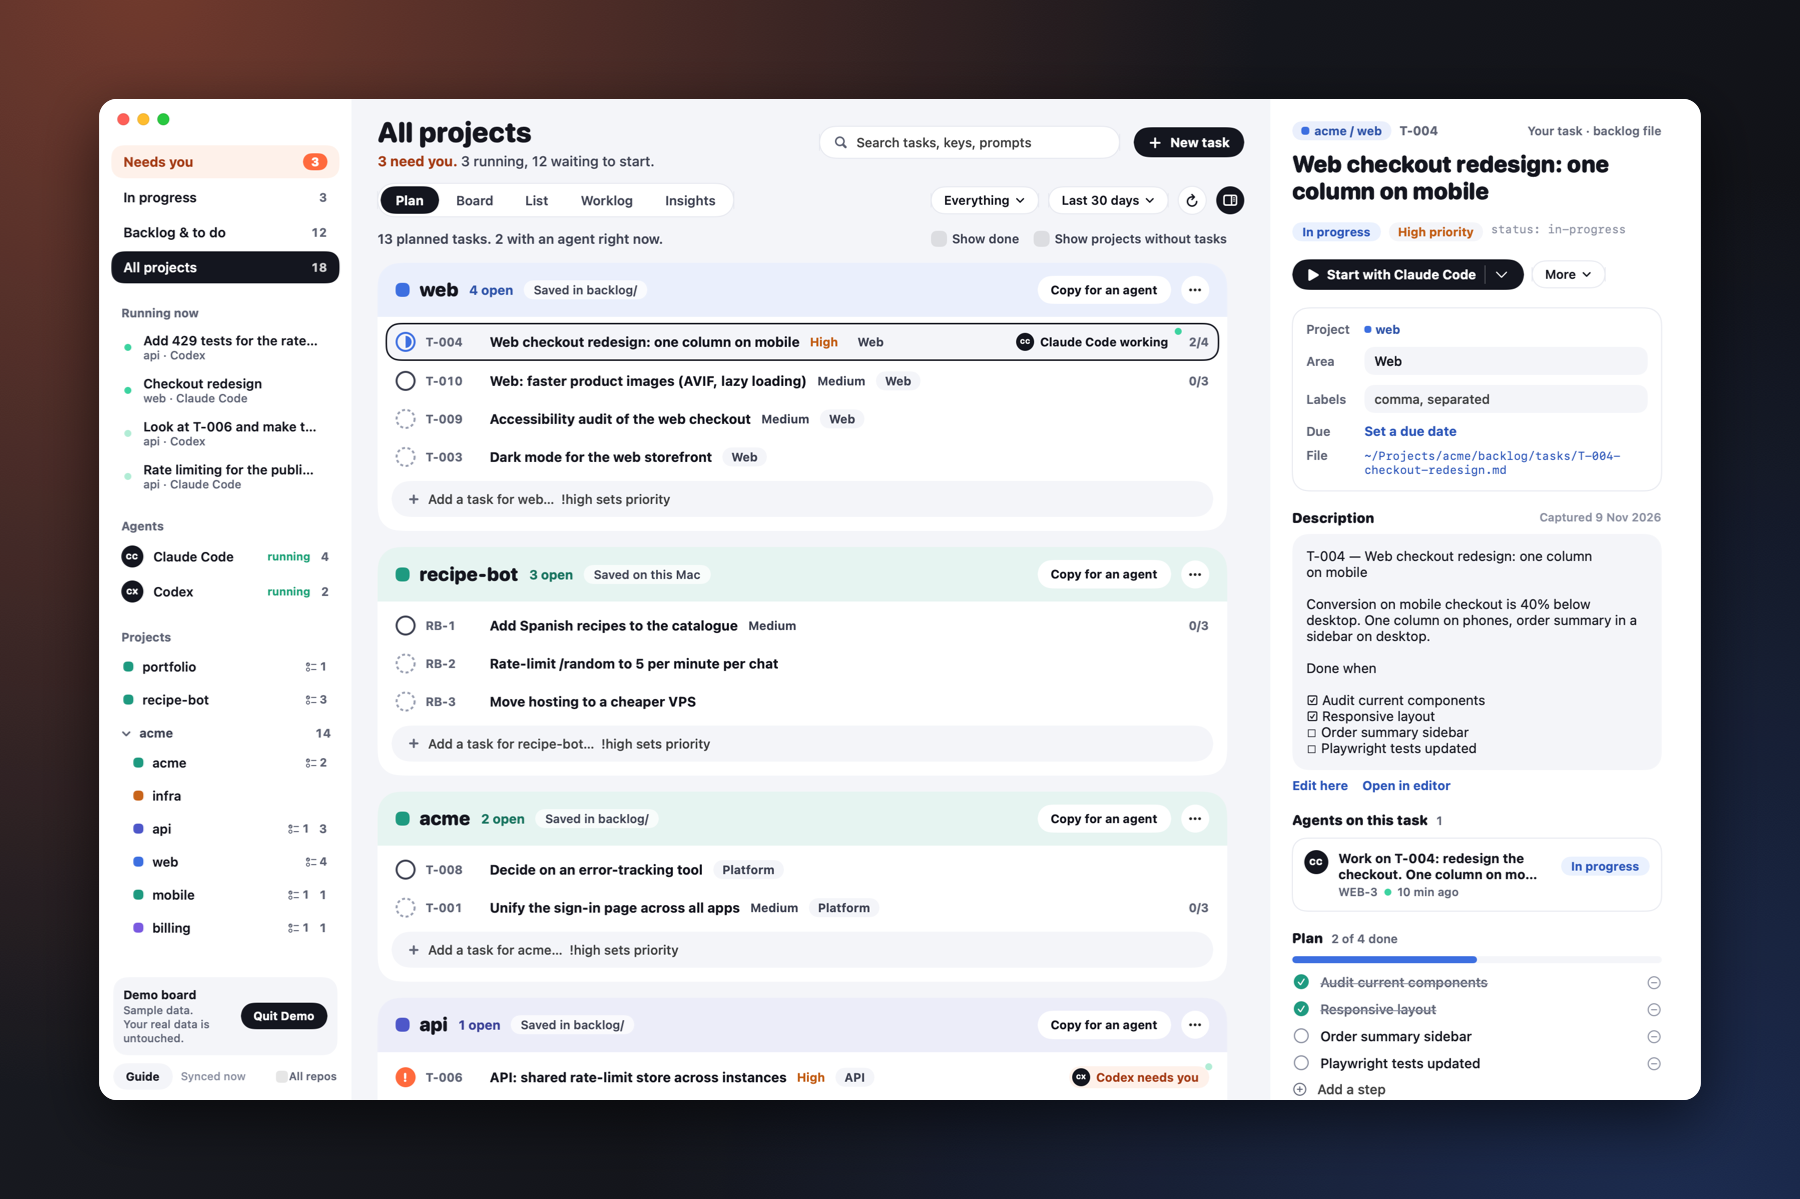 Needs you 3
In progress 3
Backlog & to do 12
All projects 18
Running now
Add 429 tests for the rate...
api · Codex
Checkout redesign
web · Claude Code
Look at T-006 and make t...
api · Codex
Rate limiting for the publi...
api · Claude Code
Agents
cc Claude Code running 4
cx Codex running 2
Projects
portfolio 1
recipe-bot 3
acme 14
acme 2
infra
api 1 3
web 4
mobile 1 1
billing 1 1
Demo board
Sample data.
Your real data is
untouched.
Quit Demo
Guide Synced now All repos
All projects
3 need you. 3 running, 12 waiting to start.
Search tasks, keys, prompts
+ New task
Plan Board List Worklog Insights
Everything Last 30 days
13 planned tasks. 2 with an agent right now.
Show done Show projects without tasks
web 4 open Saved in backlog/ Copy for an agent ...
T-004 Web checkout redesign: one column on mobile High Web cc Claude Code working 2/4
T-010 Web: faster product images (AVIF, lazy loading) Medium Web 0/3
T-009 Accessibility audit of the web checkout Medium Web
T-003 Dark mode for the web storefront Web
+ Add a task for web... !high sets priority
recipe-bot 3 open Saved on this Mac Copy for an agent ...
RB-1 Add Spanish recipes to the catalogue Medium 0/3
RB-2 Rate-limit /random to 5 per minute per chat
RB-3 Move hosting to a cheaper VPS
+ Add a task for recipe-bot... !high sets priority
acme 2 open Saved in backlog/ Copy for an agent ...
T-008 Decide on an error-tracking tool Platform
T-001 Unify the sign-in page across all apps Medium Platform 0/3
+ Add a task for acme... !high sets priority
api 1 open Saved in backlog/ Copy for an agent ...
! T-006 API: shared rate-limit store across instances High API cx Codex needs you
acme / web T-004 Your task · backlog file
Web checkout redesign: one
column on mobile
In progress High priority status: in-progress
Start with Claude Code More
Project web
Area Web
Labels comma, separated
Due Set a due date
File ~/Projects/acme/backlog/tasks/T-004-
checkout-redesign.md
Description Captured 9 Nov 2026
T-004 — Web checkout redesign: one column
on mobile
Conversion on mobile checkout is 40% below
desktop. One column on phones, order summary in a
sidebar on desktop.
Done when
☑ Audit current components
☑ Responsive layout
☐ Order summary sidebar
☐ Playwright tests updated
Edit here Open in editor
Agents on this task 1
cc Work on T-004: redesign the
checkout. One column on mo...
In progress
WEB-3 10 min ago
Plan 2 of 4 done
Audit current components
Responsive layout
Order summary sidebar
Playwright tests updated
Add a step